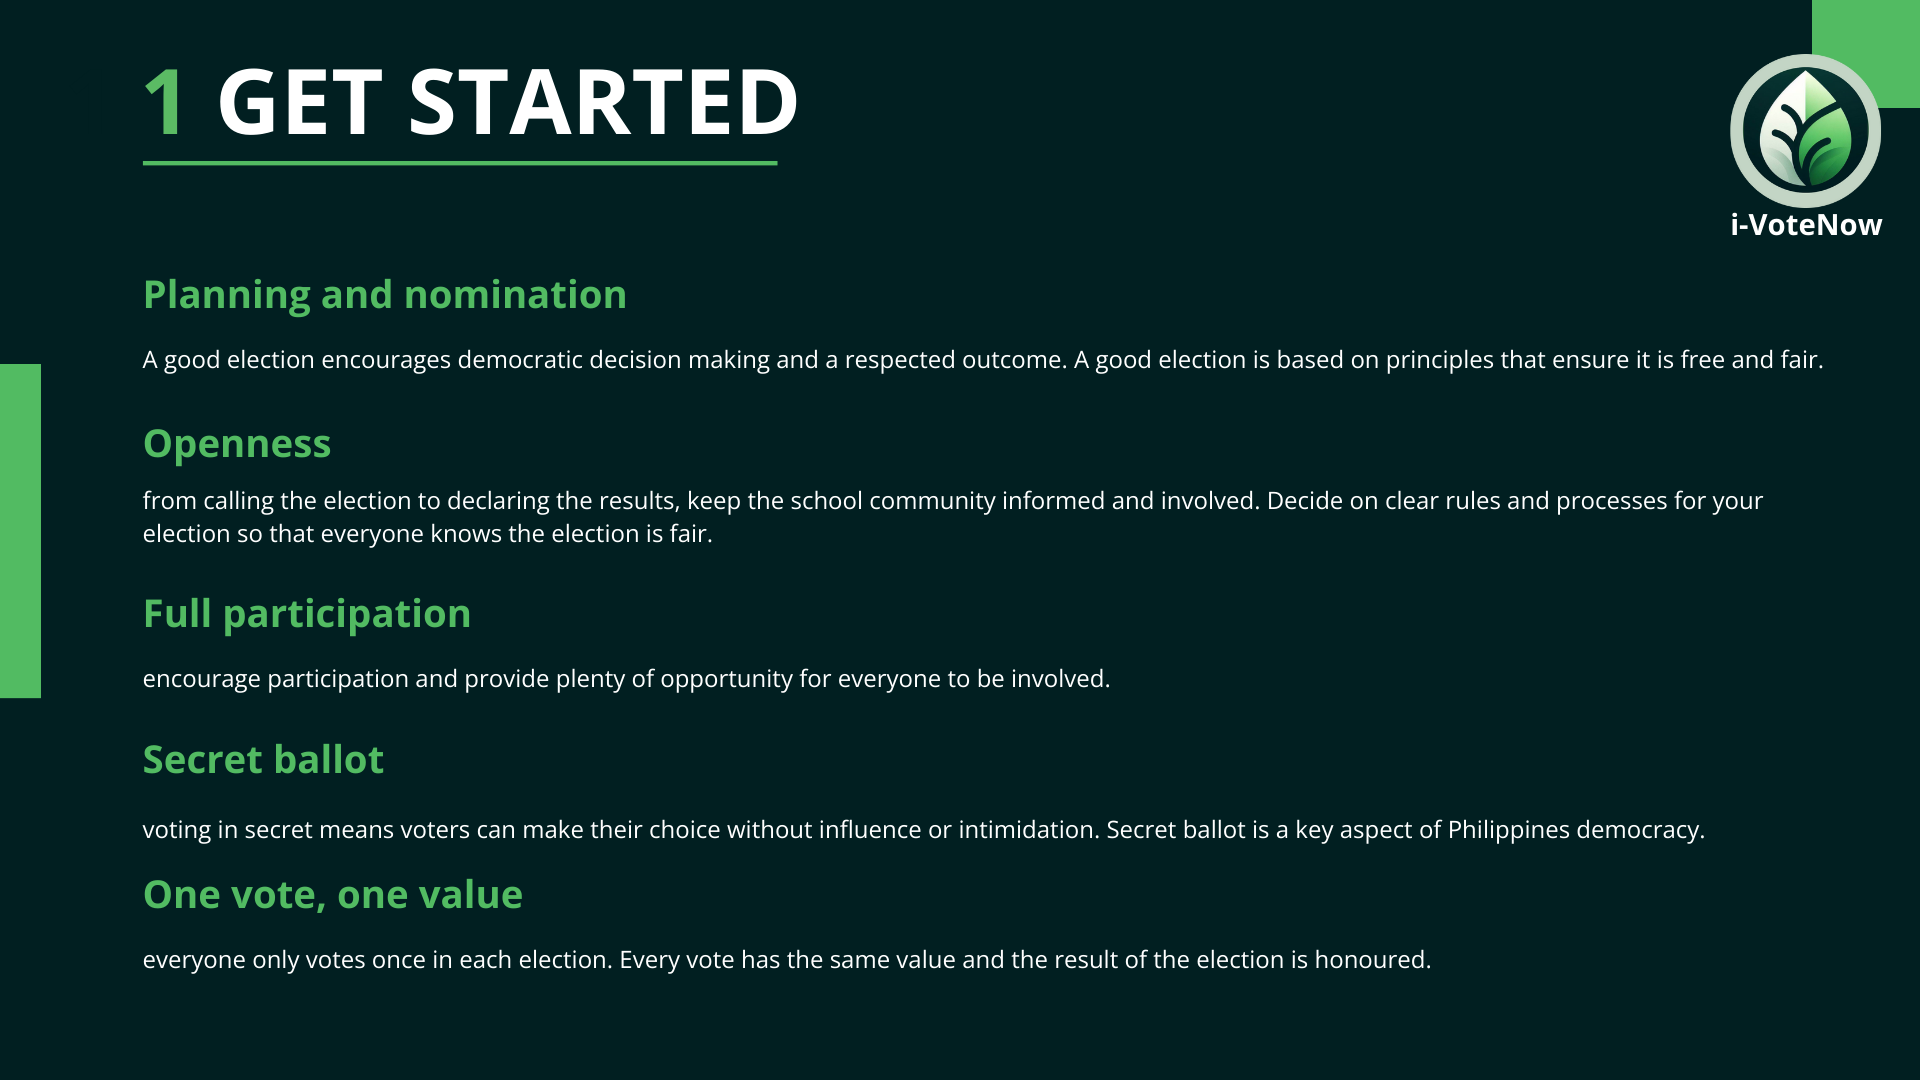 1 GET STARTED
i-VoteNow
Planning and nomination
A good election encourages democratic decision making and a respected outcome. A good election is based on principles that ensure it is free and fair.
Openness
from calling the election to declaring the results, keep the school community informed and involved. Decide on clear rules and processes for your
election so that everyone knows the election is fair.
Full participation
encourage participation and provide plenty of opportunity for everyone to be involved.
Secret ballot
voting in secret means voters can make their choice without influence or intimidation. Secret ballot is a key aspect of Philippines democracy.
One vote, one value
everyone only votes once in each election. Every vote has the same value and the result of the election is honoured.